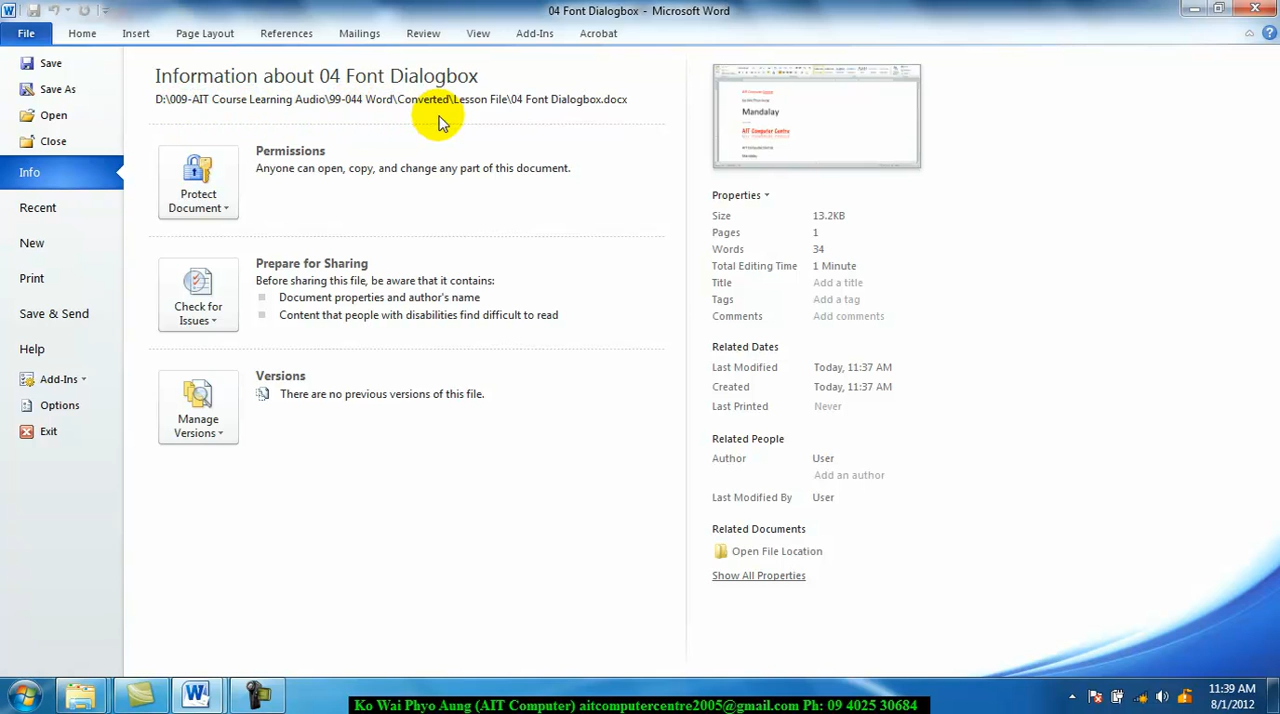 04 Font Dialogbox - Microsoft Word
File Home Insert Page Layout References Mailings Review View Add-Ins Acrobat
Save
Save As
Open
Close
Info
Recent
New
Print
Save & Send
Help
Add-Ins
Options
Exit
Information about 04 Font Dialogbox
D:\009-AIT Course Learning Audio\99-044 Word\Converted\Lesson File\04 Font Dialogbox.docx
Protect
Document
Permissions
Anyone can open, copy, and change any part of this document.
Check for
Issues
Prepare for Sharing
Before sharing this file, be aware that it contains:
Document properties and author's name
Content that people with disabilities find difficult to read
Manage
Versions
Versions
There are no previous versions of this file.
Mandalay
AIT Computer Centre
Properties
Size 13.2KB
Pages 1
Words 34
Total Editing Time 1 Minute
Title Add a title
Tags Add a tag
Comments Add comments
Related Dates
Last Modified Today, 11:37 AM
Created Today, 11:37 AM
Last Printed Never
Related People
Author User
Add an author
Last Modified By User
Related Documents
Open File Location
Show All Properties
Ko Wai Phyo Aung (AIT Computer) aitcomputercentre2005@gmail.com Ph: 09 4025 30684
11:39 AM
8/1/2012